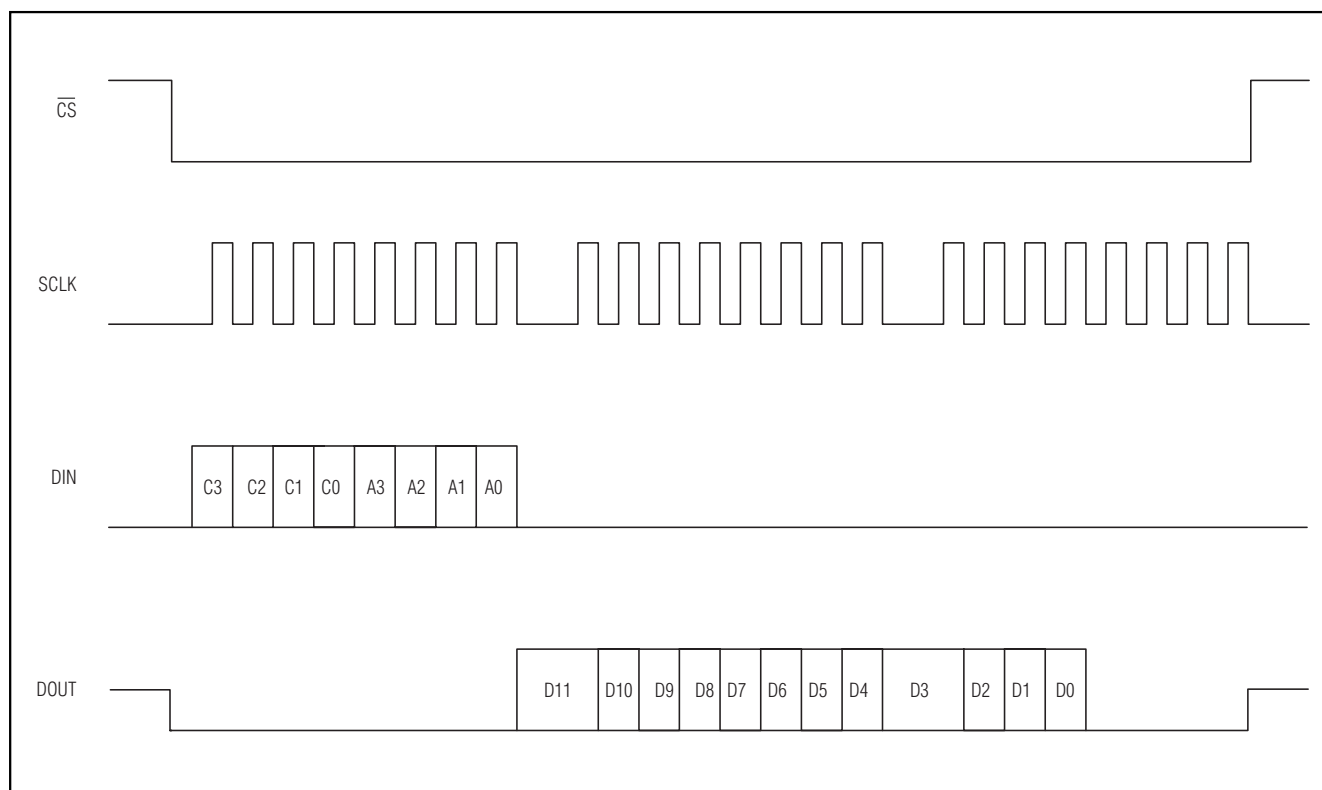 CS
SCLK
DIN
C3 C2 C1 C0 A3 A2 A1 A0
DOUT
D11 D10 D9 D8 D7 D6 D5 D4 D3 D2 D1 D0